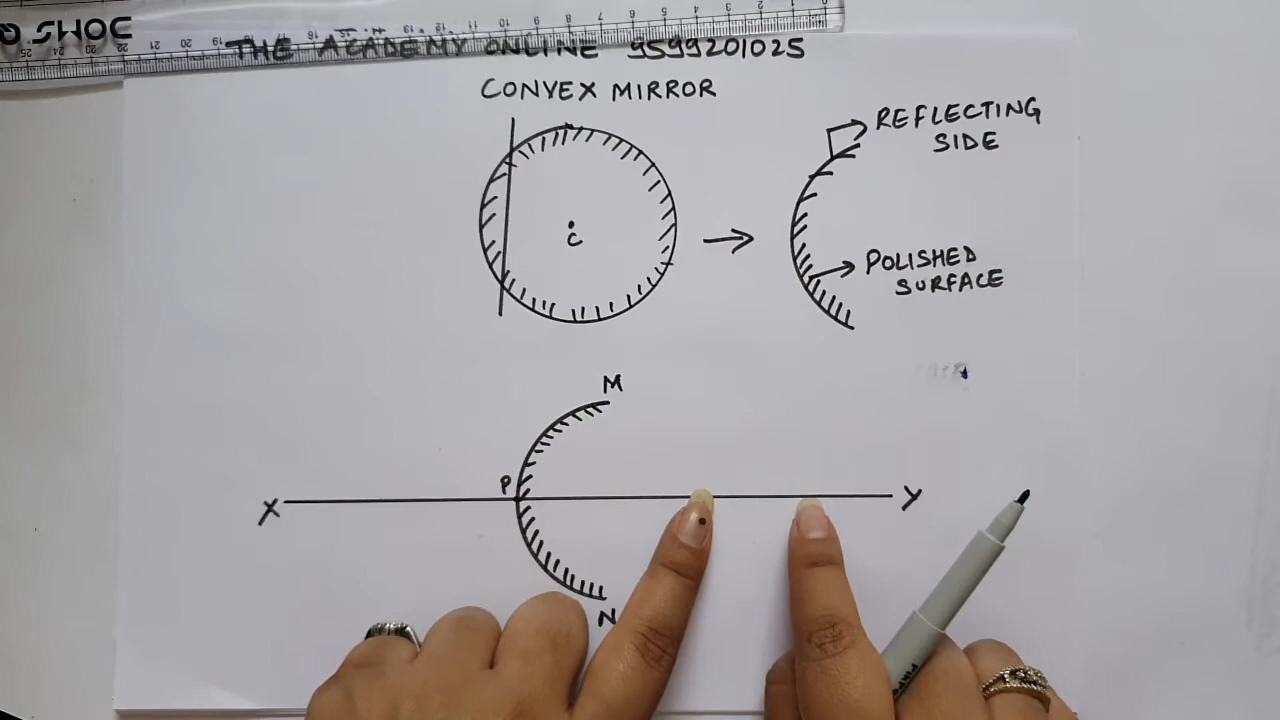 THE ACADEMY ONLINE 9599201025
CONVEX MIRROR
REFLECTING
SIDE
C
POLISHED
SURFACE
M
P
X
Y
N